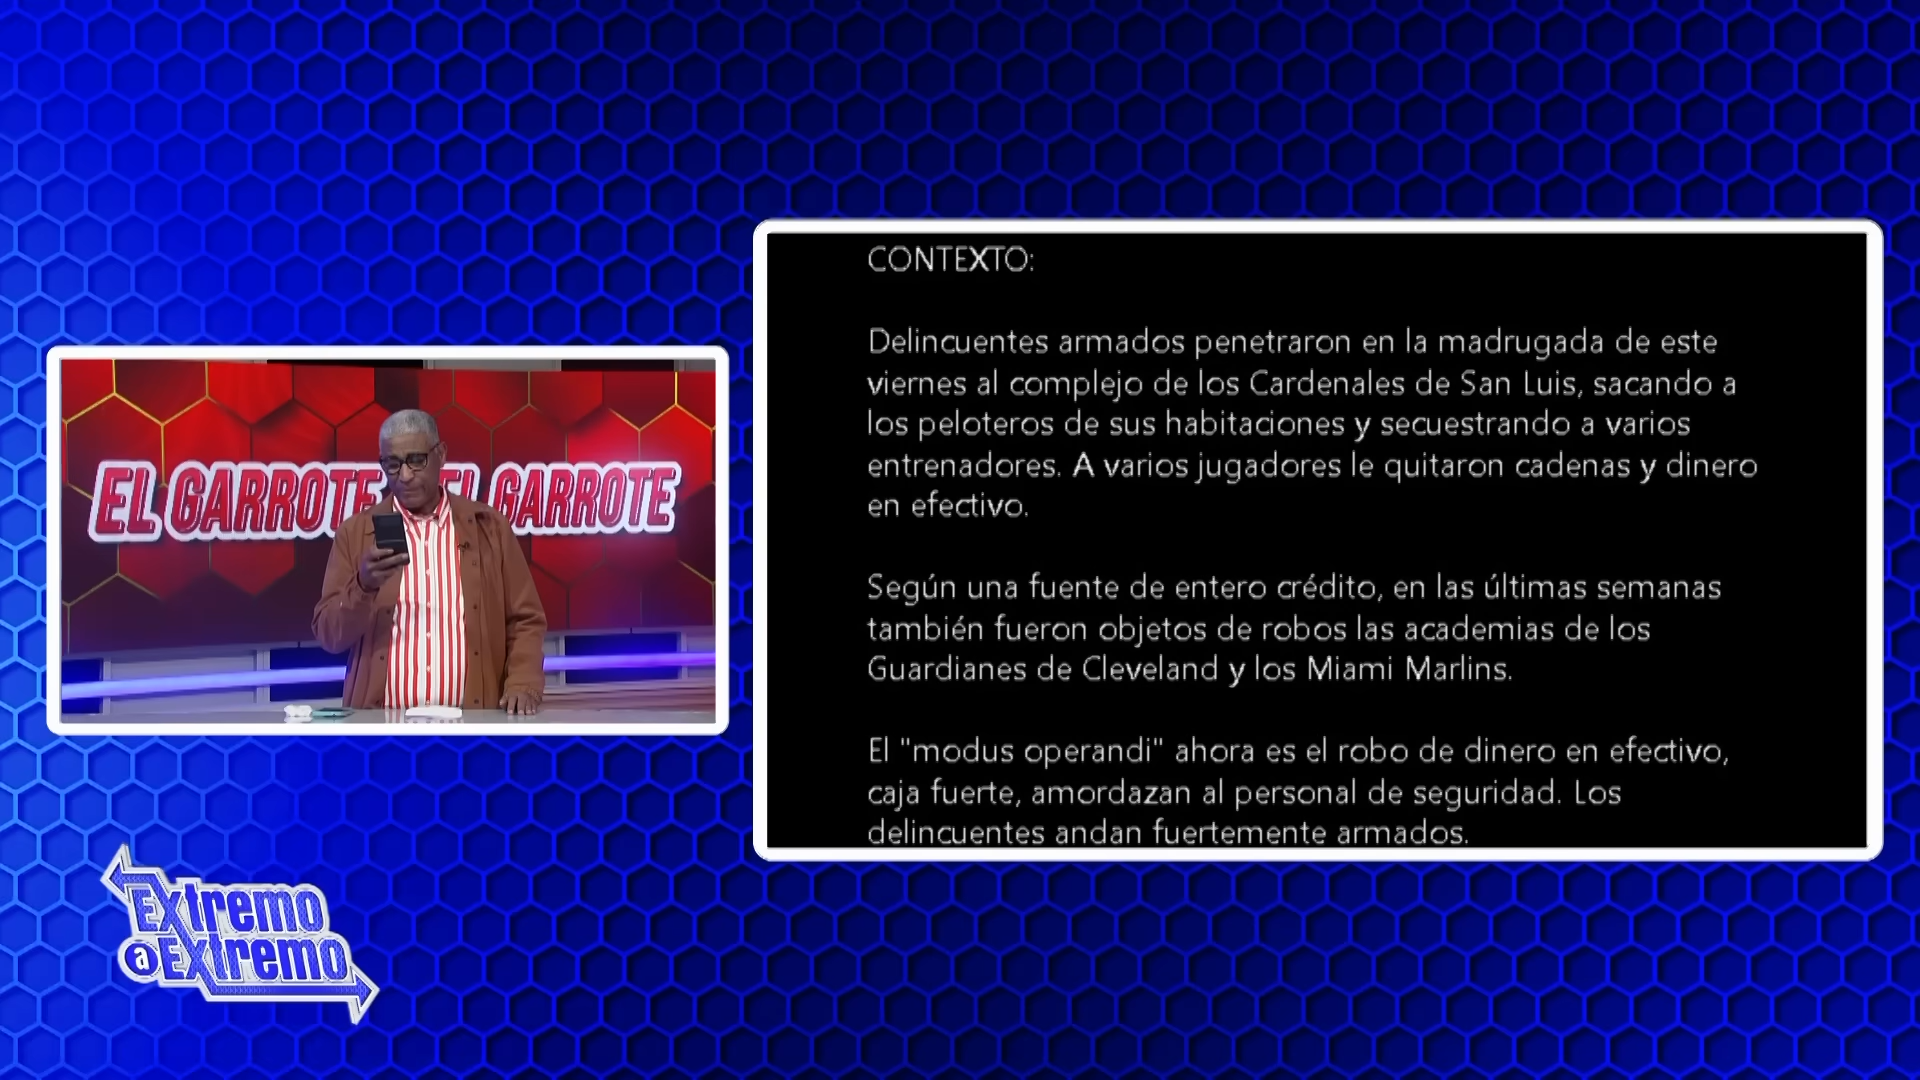 EL GARROTE EL GARROTE
CONTEXTO:
Delincuentes armados penetraron en la madrugada de este
viernes al complejo de los Cardenales de San Luis, sacando a
los peloteros de sus habitaciones y secuestrando a varios
entrenadores. A varios jugadores le quitaron cadenas y dinero
en efectivo.
Según una fuente de entero crédito, en las últimas semanas
también fueron objetos de robos las academias de los
Guardianes de Cleveland y los Miami Marlins.
El "modus operandi" ahora es el robo de dinero en efectivo,
caja fuerte, amordazan al personal de seguridad. Los
delincuentes andan fuertemente armados.
Extremo
a Extremo